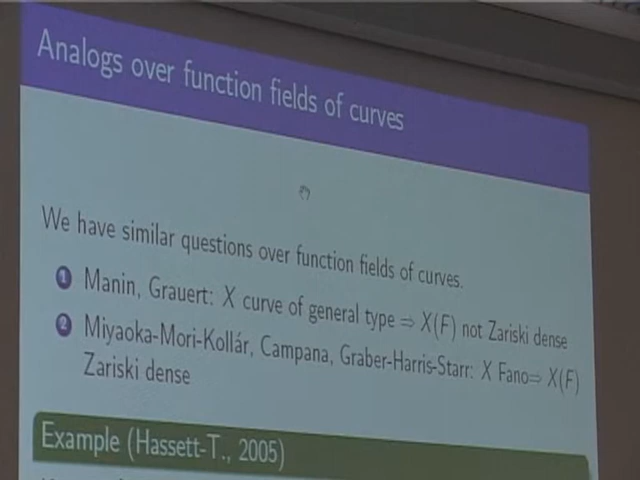 Analogs over function fields of curves
We have similar questions over function fields of curves.
1 Manin, Grauert: X curve of general type ⇒ X(F) not Zariski dense
2 Miyaoka-Mori-Kollár, Campana, Graber-Harris-Starr: X Fano⇒ X(F)
Zariski dense
Example (Hassett-T., 2005)